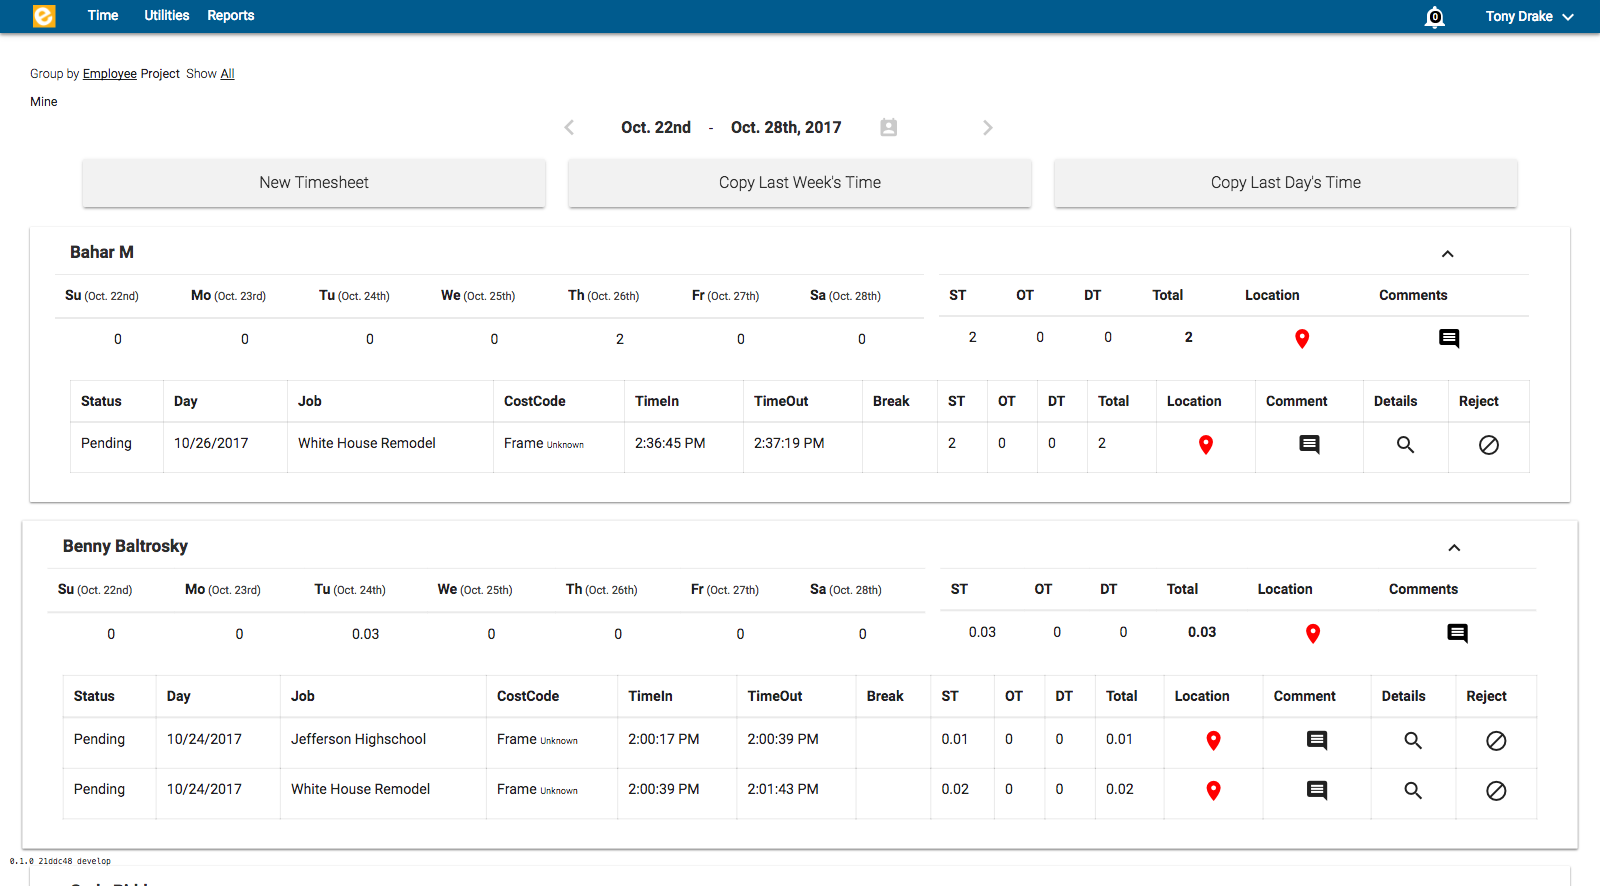 e Time Utilities Reports 0 Tony Drake
Group by Employee Project Show All
Mine
Oct. 22nd - Oct. 28th, 2017
New Timesheet Copy Last Week's Time Copy Last Day's Time
Bahar M
Su (Oct. 22nd) Mo (Oct. 23rd) Tu (Oct. 24th) We (Oct. 25th) Th (Oct. 26th) Fr (Oct. 27th) Sa (Oct. 28th) ST OT DT Total Location Comments
0 0 0 0 2 0 0 2 0 0 2
Status Day Job CostCode TimeIn TimeOut Break ST OT DT Total Location Comment Details Reject
Pending 10/26/2017 White House Remodel Frame Unknown 2:36:45 PM 2:37:19 PM 2 0 0 2
Benny Baltrosky
Su (Oct. 22nd) Mo (Oct. 23rd) Tu (Oct. 24th) We (Oct. 25th) Th (Oct. 26th) Fr (Oct. 27th) Sa (Oct. 28th) ST OT DT Total Location Comments
0 0 0.03 0 0 0 0 0.03 0 0 0.03
Status Day Job CostCode TimeIn TimeOut Break ST OT DT Total Location Comment Details Reject
Pending 10/24/2017 Jefferson Highschool Frame Unknown 2:00:17 PM 2:00:39 PM 0.01 0 0 0.01
Pending 10/24/2017 White House Remodel Frame Unknown 2:00:39 PM 2:01:43 PM 0.02 0 0 0.02
0.1.0 21ddc48 develop